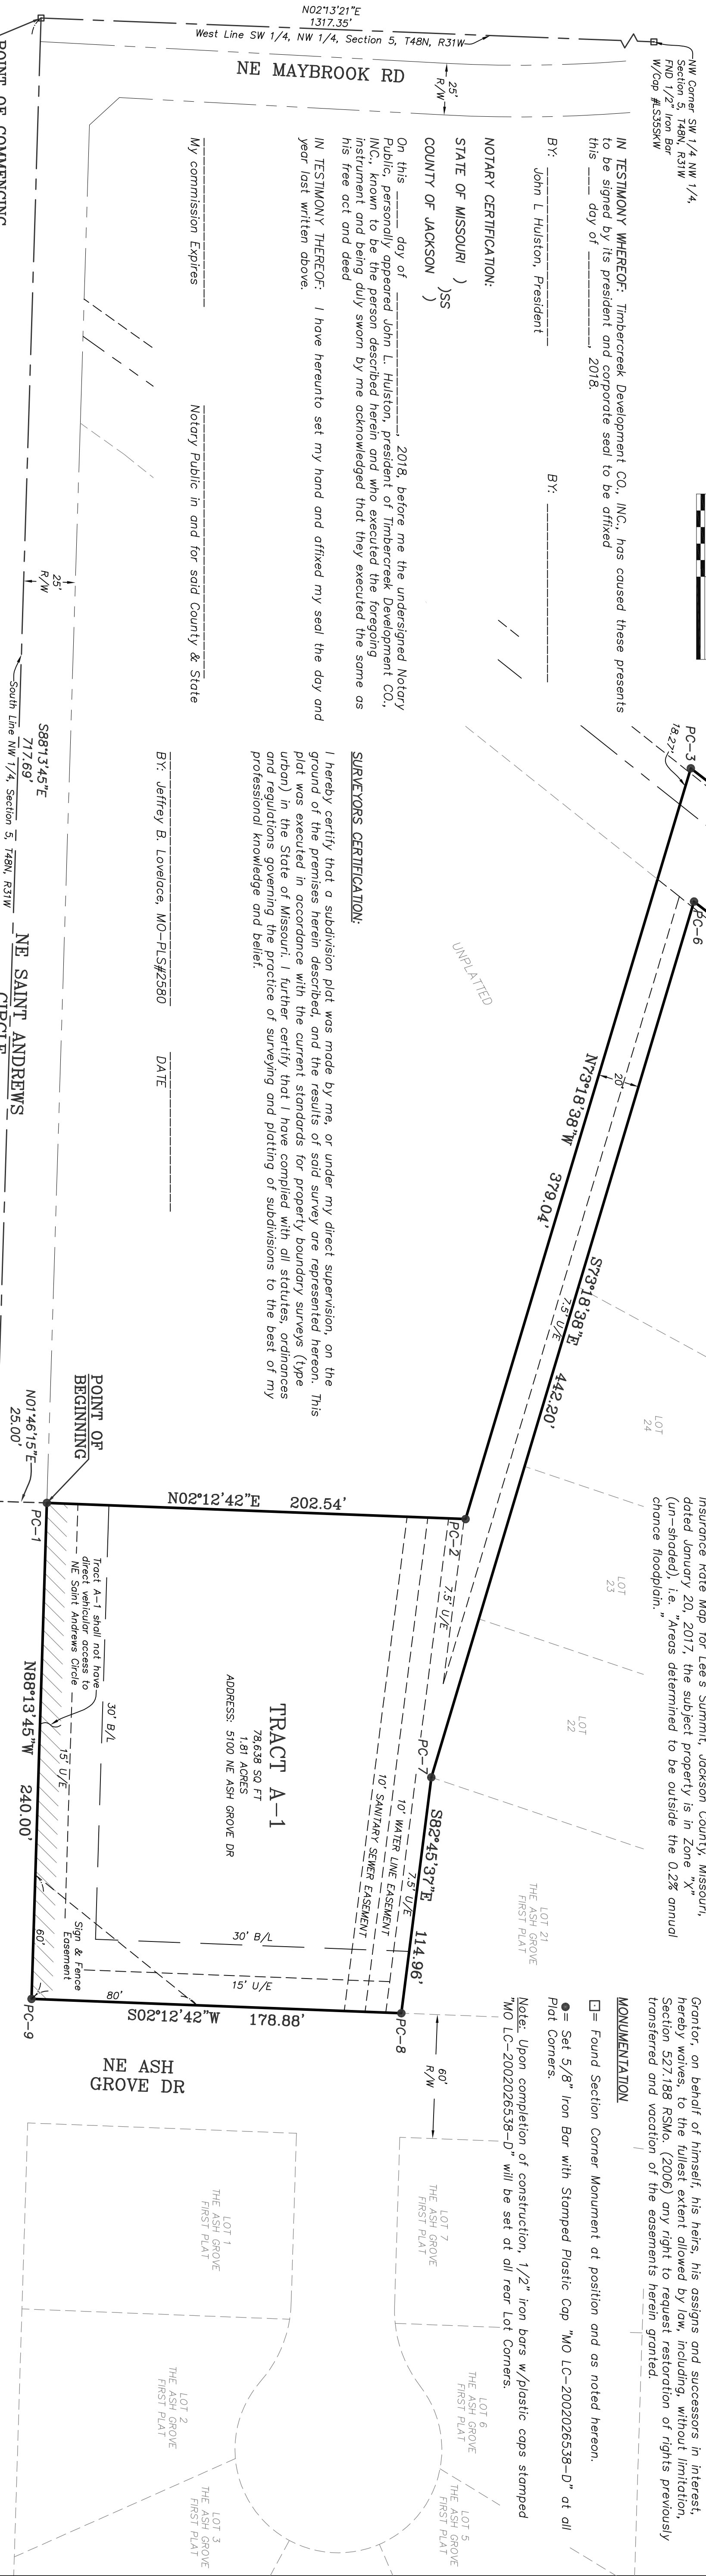 N02°13'21"E
1317.35'
West Line SW 1/4, NW 1/4, Section 5, T48N, R31W
NW Corner SW 1/4 NW 1/4,
Section 5, T48N, R31W
FND 1/2" Iron Bar
W/Cap #LS35SKW
NE MAYBROOK RD
25'
R/W
IN TESTIMONY WHEREOF: Timbercreek Development CO., INC., has caused these presents
to be signed by its president and corporate seal to be affixed
this ____ day of __________, 2018.
BY: ______________________
John L Hulston, President
BY: ______________________
NOTARY CERTIFICATION:
STATE OF MISSOURI )
)SS
COUNTY OF JACKSON )
On this ____ day of ________________, 2018, before me the undersigned Notary
Public, personally appeared John L. Hulston, president of Timbercreek Development CO.,
INC., known to be the person described herein and who executed the foregoing
instrument and being duly sworn by me acknowledged that they executed the same as
his free act and deed
IN TESTIMONY THEREOF: I have hereunto set my hand and affixed my seal the day and
year last written above.
My commission Expires
Notary Public in and for said County & State
25'
R/W
S88°13'45"E
717.69'
South Line NW 1/4, Section 5, T48N, R31W
NE SAINT ANDREWS
CIRCLE
SURVEYORS CERTIFICATION:
I hereby certify that a subdivision plat was made by me, or under my direct supervision, on the
ground of the premises herein described, and the results of said survey are represented hereon. This
plat was executed in accordance with the current standards for property boundary surveys (type
urban) in the State of Missouri. I further certify that I have complied with all statutes, ordinances
and regulations governing the practice of surveying and platting of subdivisions to the best of my
professional knowledge and belief.
BY: Jeffrey B. Lovelace, MO-PLS#2580
DATE
UNPLATTED
PC-3
18.27'
PC-6
20'
N73°18'38"W 379.04'
S73°18'38"E 442.20'
7.5' U/E
LOT
24
LOT
23
LOT
22
LOT 21
THE ASH GROVE
FIRST PLAT
Insurance Rate Map for Lee's Summit, Jackson County, Missouri,
dated January 20, 2017, the subject property is in Zone "X"
(un-shaded), i.e. "Areas determined to be outside the 0.2% annual
chance floodplain."
POINT OF
BEGINNING
N01°46'15"E
25.00'
PC-1
N02°12'42"E 202.54'
PC-2
7.5' U/E
PC-7
S82°45'37"E 114.96'
7.5' U/E
10' WATER LINE EASEMENT
10' SANITARY SEWER EASEMENT
TRACT A-1
78,638 SQ FT
1.81 ACRES
ADDRESS: 5100 NE ASH GROVE DR
30' B/L
Tract A-1 shall not have
direct vehicular access to
NE Saint Andrews Circle
15' U/E
N88°13'45"W 240.00'
30' B/L
15' U/E
Sign & Fence
Easement
60'
80'
S02°12'42"W 178.88'
PC-8
PC-9
NE ASH
GROVE DR
60'
R/W
Grantor, on behalf of himself, his heirs, his assigns and successors in interest,
hereby waives, to the fullest extent allowed by law, including, without limitation,
Section 527.188 RSMo. (2006) any right to request restoration of rights previously
transferred and vacation of the easements herein granted.
MONUMENTATION
= Found Section Corner Monument at position and as noted hereon.
●= Set 5/8" Iron Bar with Stamped Plastic Cap "MO LC-2002026538-D" at all
Plat Corners.
Note: Upon completion of construction, 1/2" iron bars w/plastic caps stamped
"MO LC-2002026538-D" will be set at all rear Lot Corners.
LOT 7
THE ASH GROVE
FIRST PLAT
LOT 1
THE ASH GROVE
FIRST PLAT
LOT 6
THE ASH GROVE
FIRST PLAT
LOT 2
THE ASH GROVE
FIRST PLAT
LOT 5
THE ASH GROVE
FIRST PLAT
LOT 3
THE ASH GROVE
FIRST PLAT
POINT OF COMMENCING